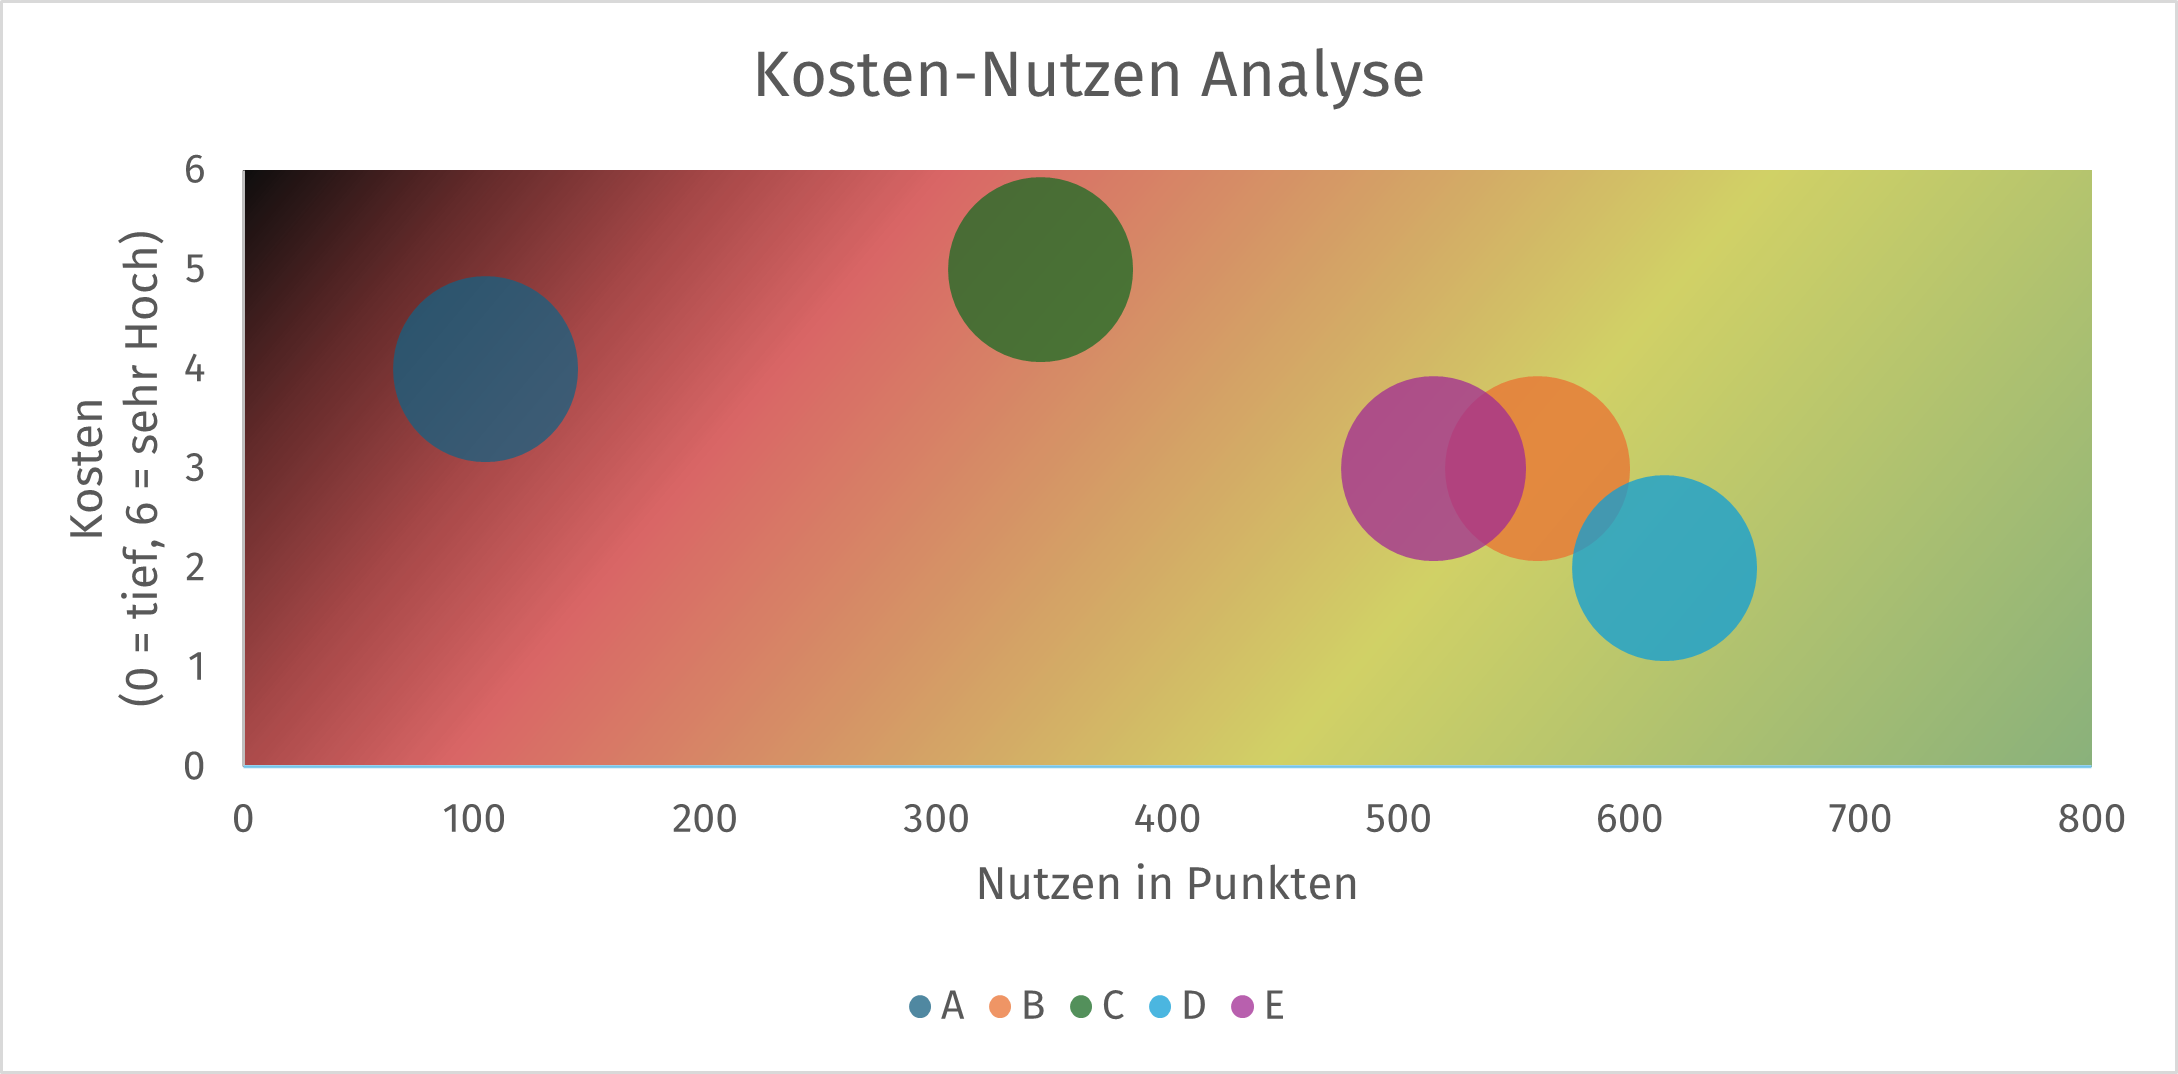 Kosten-Nutzen Analyse
6
5
4
3
2
1
0
Kosten
(0 = tief, 6 = sehr Hoch)
0 100 200 300 400 500 600 700 800
Nutzen in Punkten
A B C D E